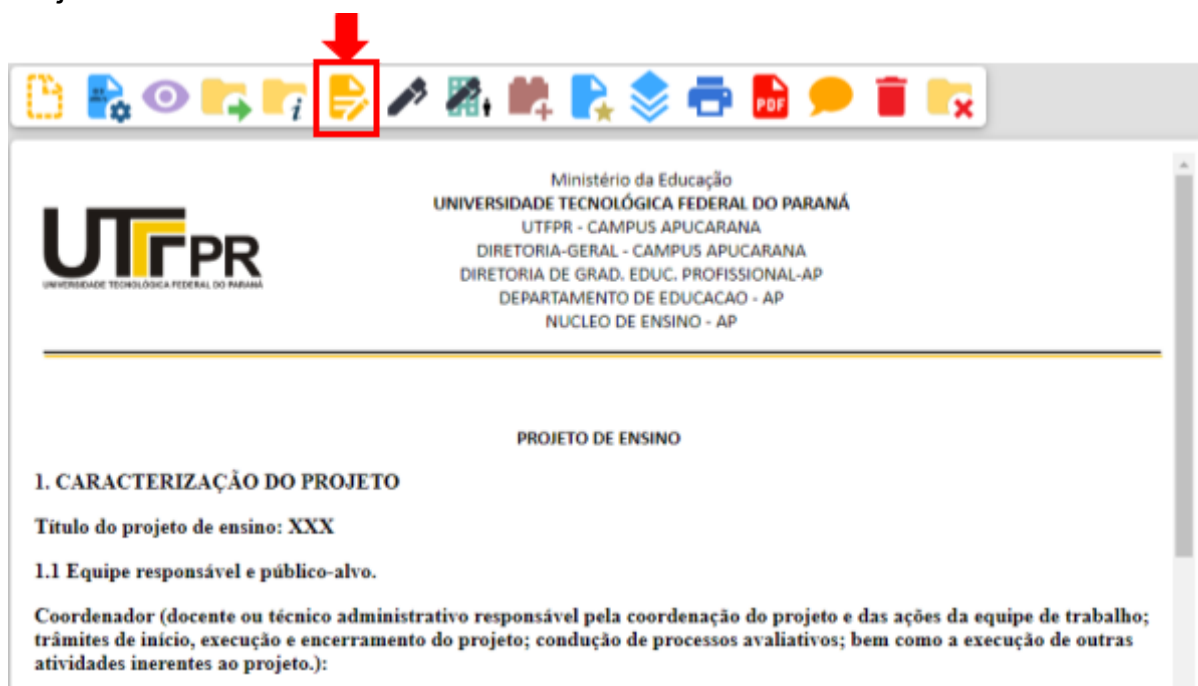 PDF
Ministério da Educação
UNIVERSIDADE TECNOLÓGICA FEDERAL DO PARANÁ
UTFPR - CAMPUS APUCARANA
DIRETORIA-GERAL - CAMPUS APUCARANA
DIRETORIA DE GRAD. EDUC. PROFISSIONAL-AP
DEPARTAMENTO DE EDUCACAO - AP
NUCLEO DE ENSINO - AP
UTFPR
UNIVERSIDADE TECNOLÓGICA FEDERAL DO PARANÁ
PROJETO DE ENSINO
1. CARACTERIZAÇÃO DO PROJETO
Título do projeto de ensino: XXX
1.1 Equipe responsável e público-alvo.
Coordenador (docente ou técnico administrativo responsável pela coordenação do projeto e das ações da equipe de trabalho;
trâmites de início, execução e encerramento do projeto; condução de processos avaliativos; bem como a execução de outras
atividades inerentes ao projeto.):